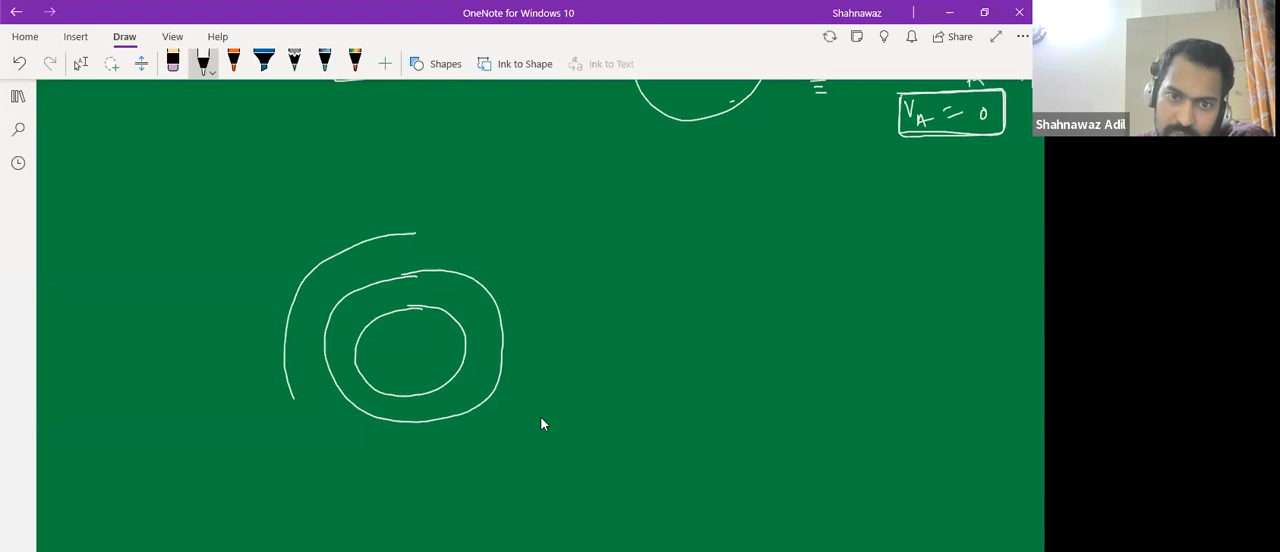 OneNote for Windows 10
Shahnawaz
Home Insert Draw View Help
Share
Shapes Ink to Shape Ink to Text
V_A = 0
Shahnawaz Adil